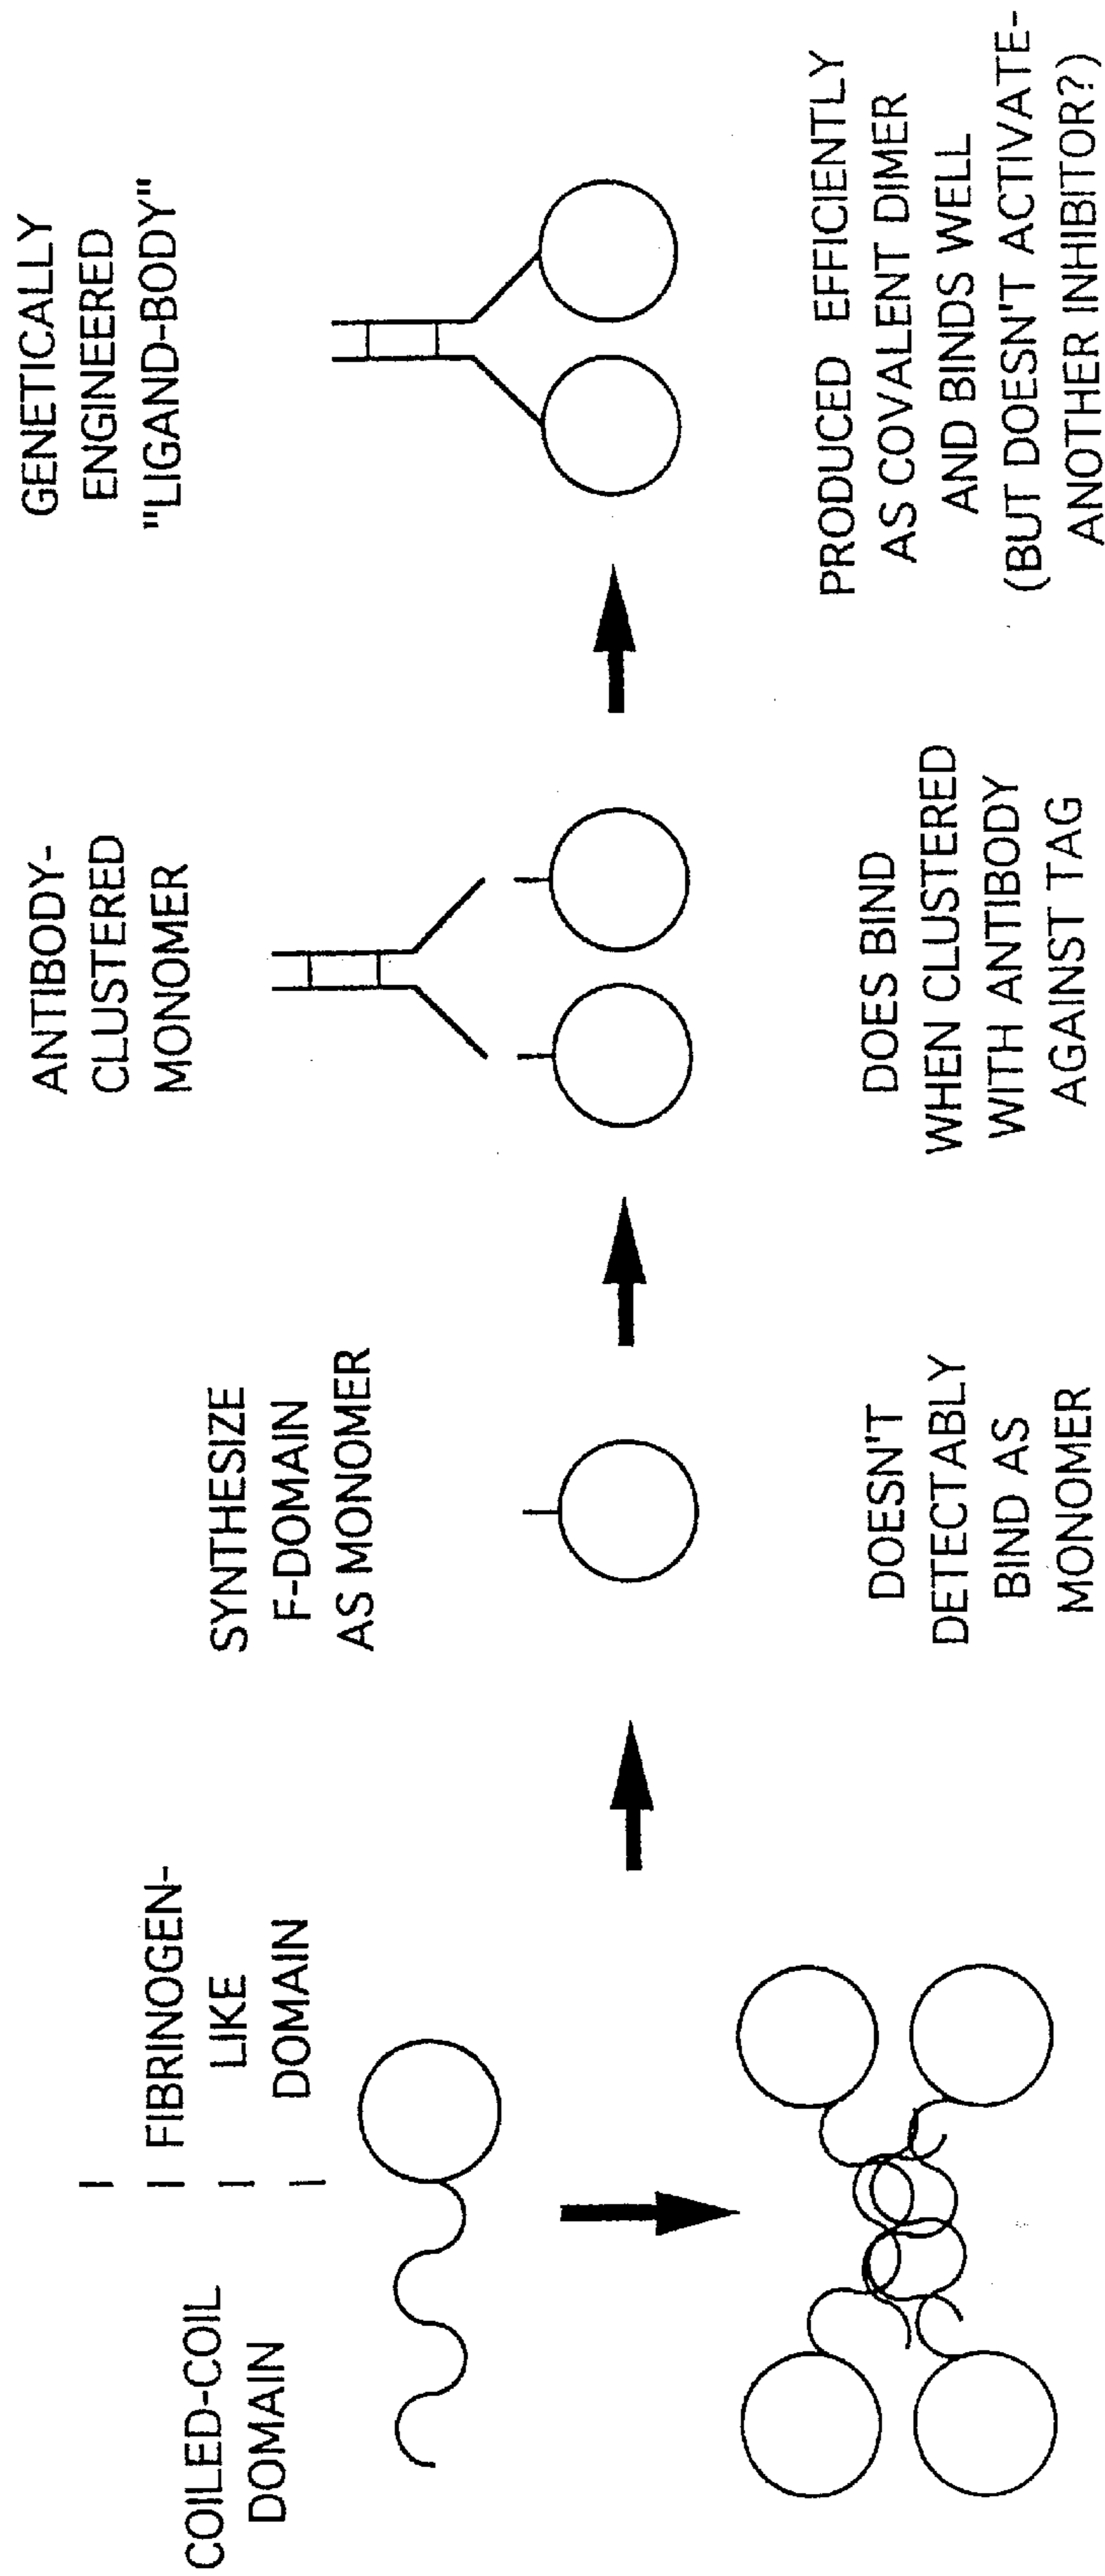 COILED-COIL
DOMAIN
FIBRINOGEN-
LIKE
DOMAIN
SYNTHESIZE
F-DOMAIN
AS MONOMER
DOESN'T
DETECTABLY
BIND AS
MONOMER
ANTIBODY-
CLUSTERED
MONOMER
DOES BIND
WHEN CLUSTERED
WITH ANTIBODY
AGAINST TAG
GENETICALLY
ENGINEERED
"LIGAND-BODY"
PRODUCED EFFICIENTLY
AS COVALENT DIMER
AND BINDS WELL
(BUT DOESN'T ACTIVATE-
ANOTHER INHIBITOR?)